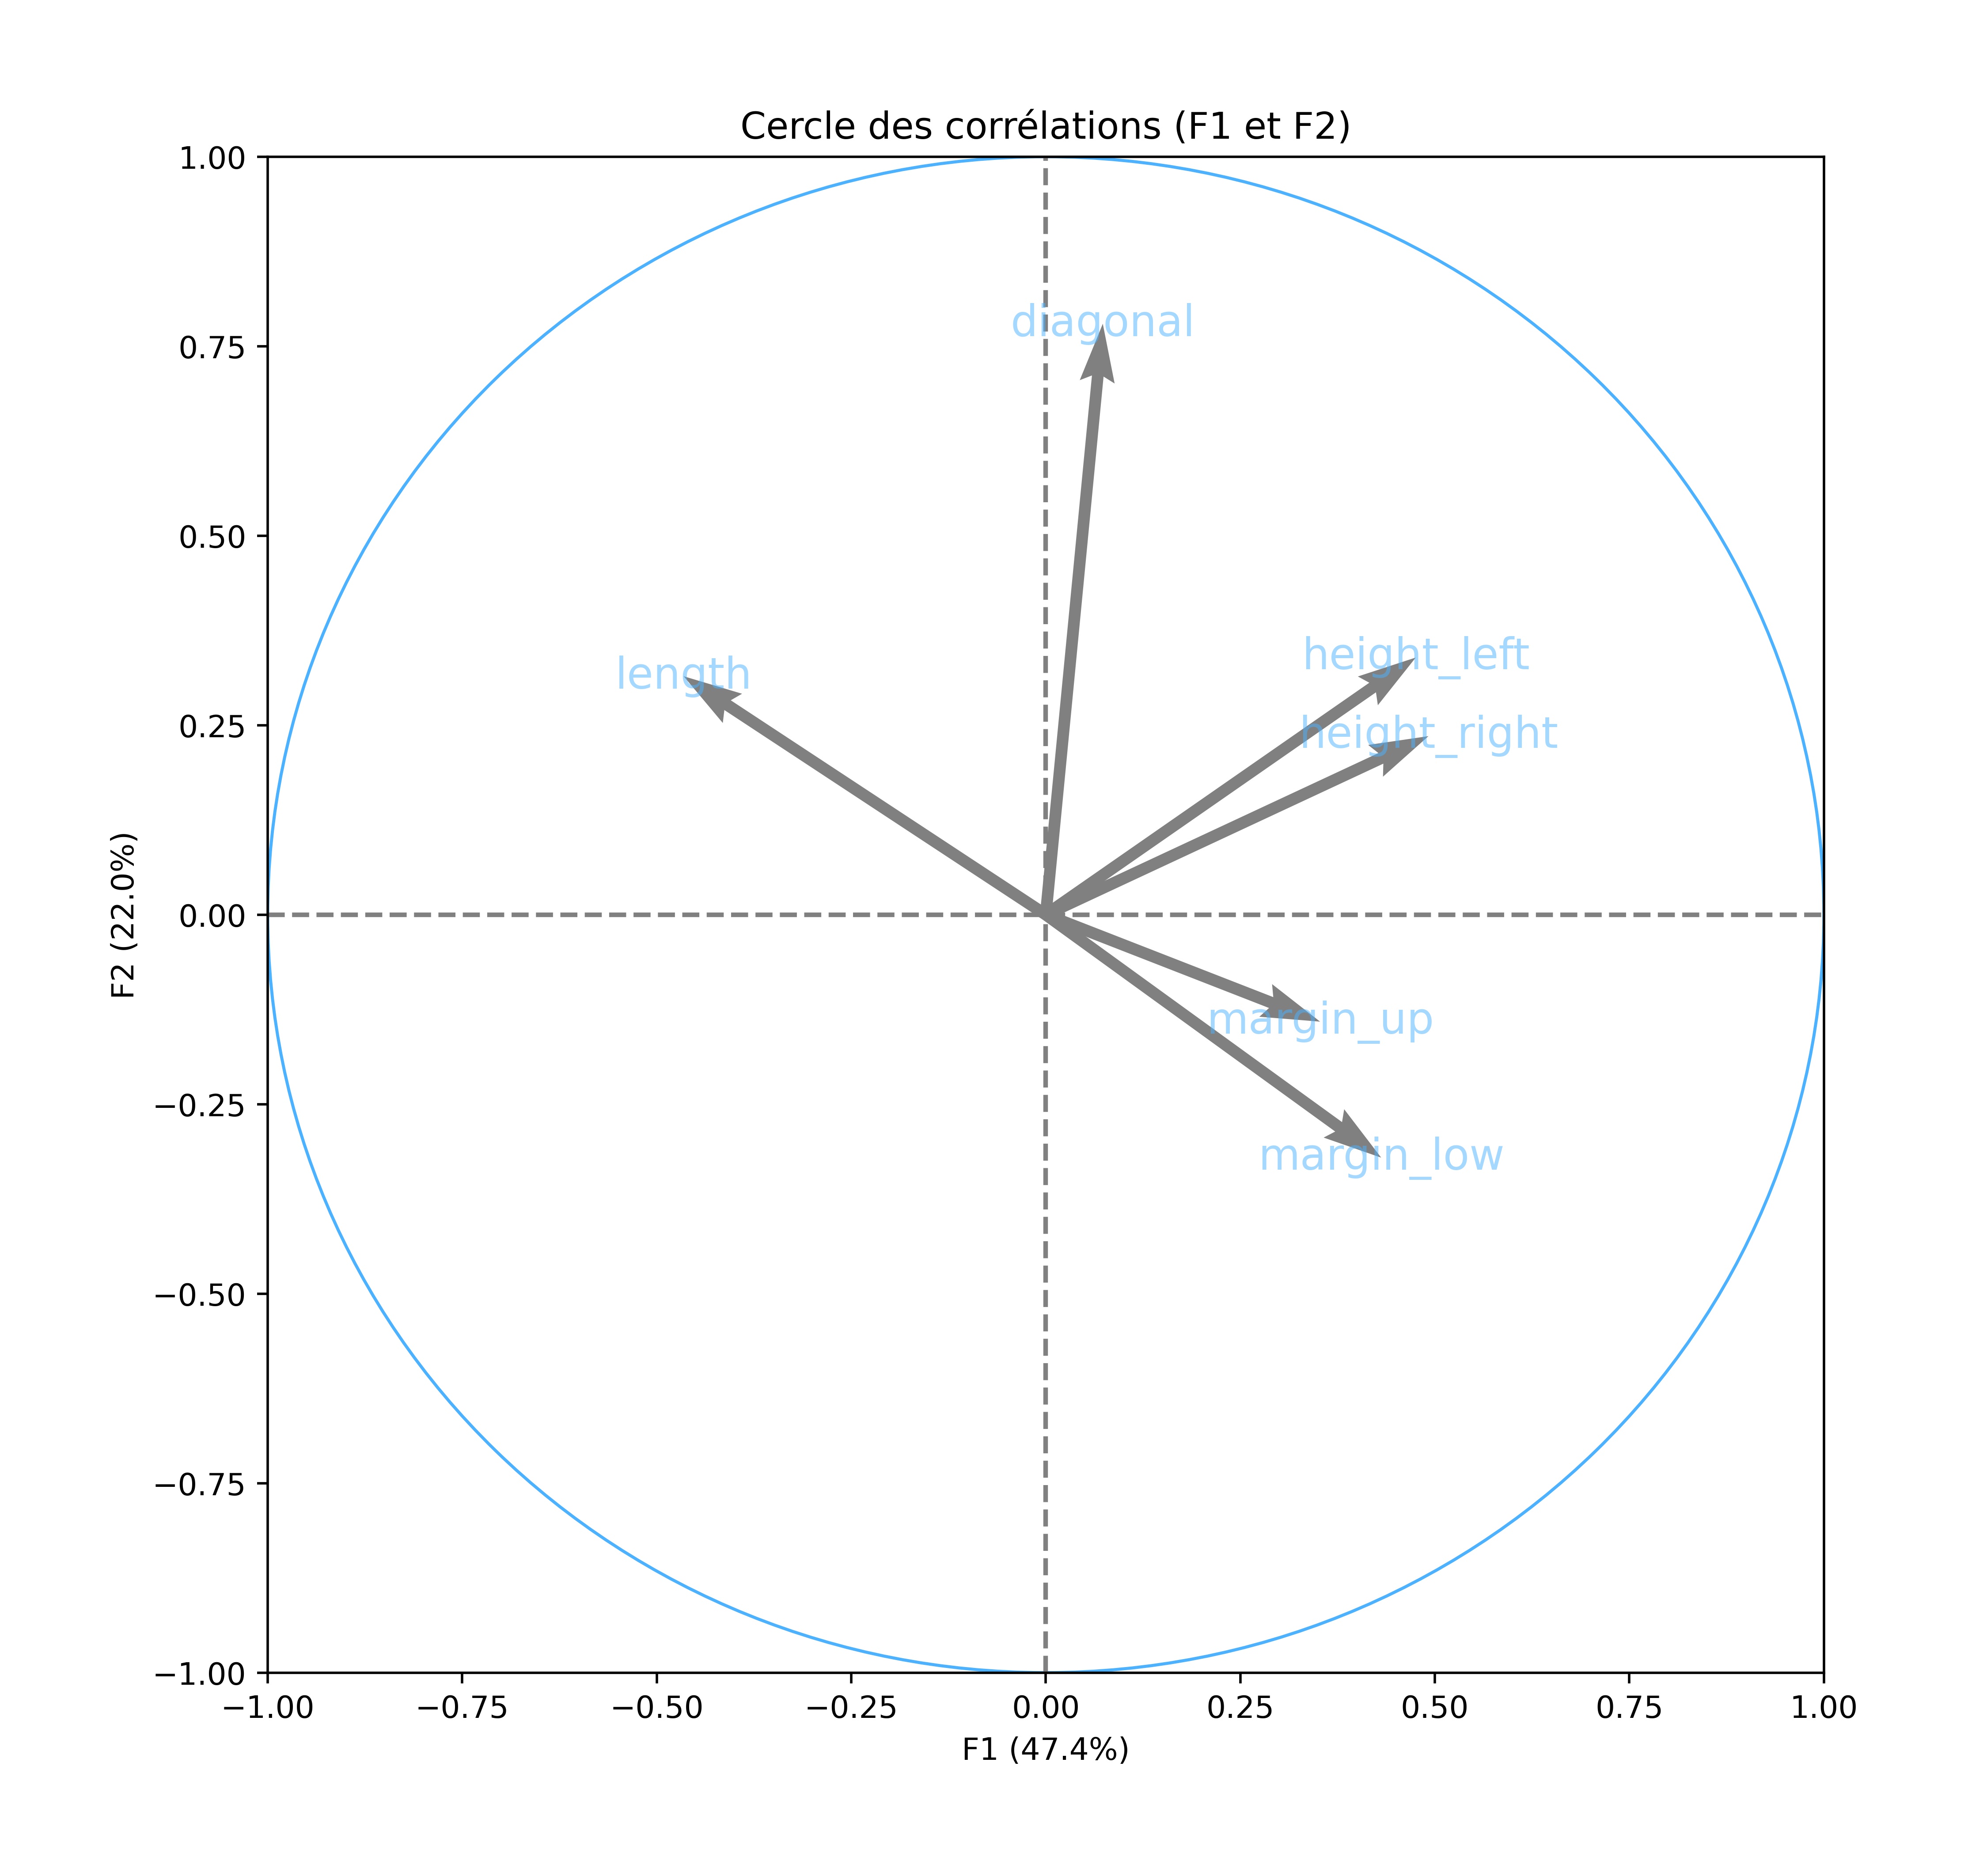 Cercle des corrélations (F1 et F2)
1.00
0.75
0.50
0.25
0.00
−0.25
−0.50
−0.75
−1.00
F2 (22.0%)
diagonal
height_left
length
height_right
margin_up
margin_low
−1.00 −0.75 −0.50 −0.25 0.00 0.25 0.50 0.75 1.00
F1 (47.4%)